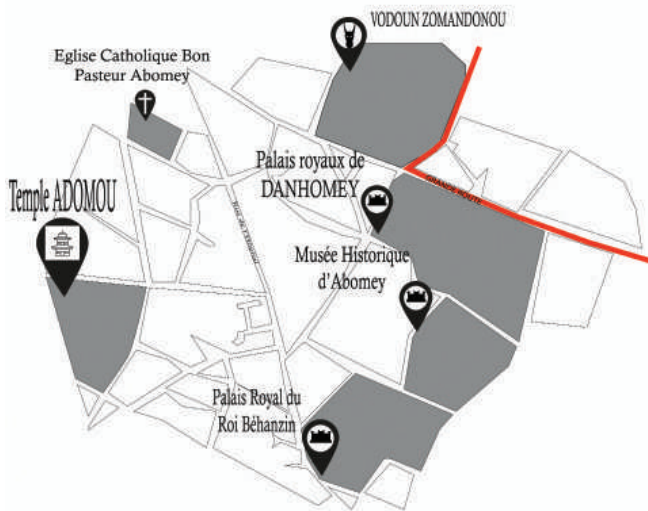 VODOUN ZOMANDONOU
Eglise Catholique Bon
Pasteur Abomey
Palais royaux de
DANHOMEY
Temple ADOMOU
GRANDE ROUTE
Musée Historique
d'Abomey
Palais Royal du
Roi Béhanzin